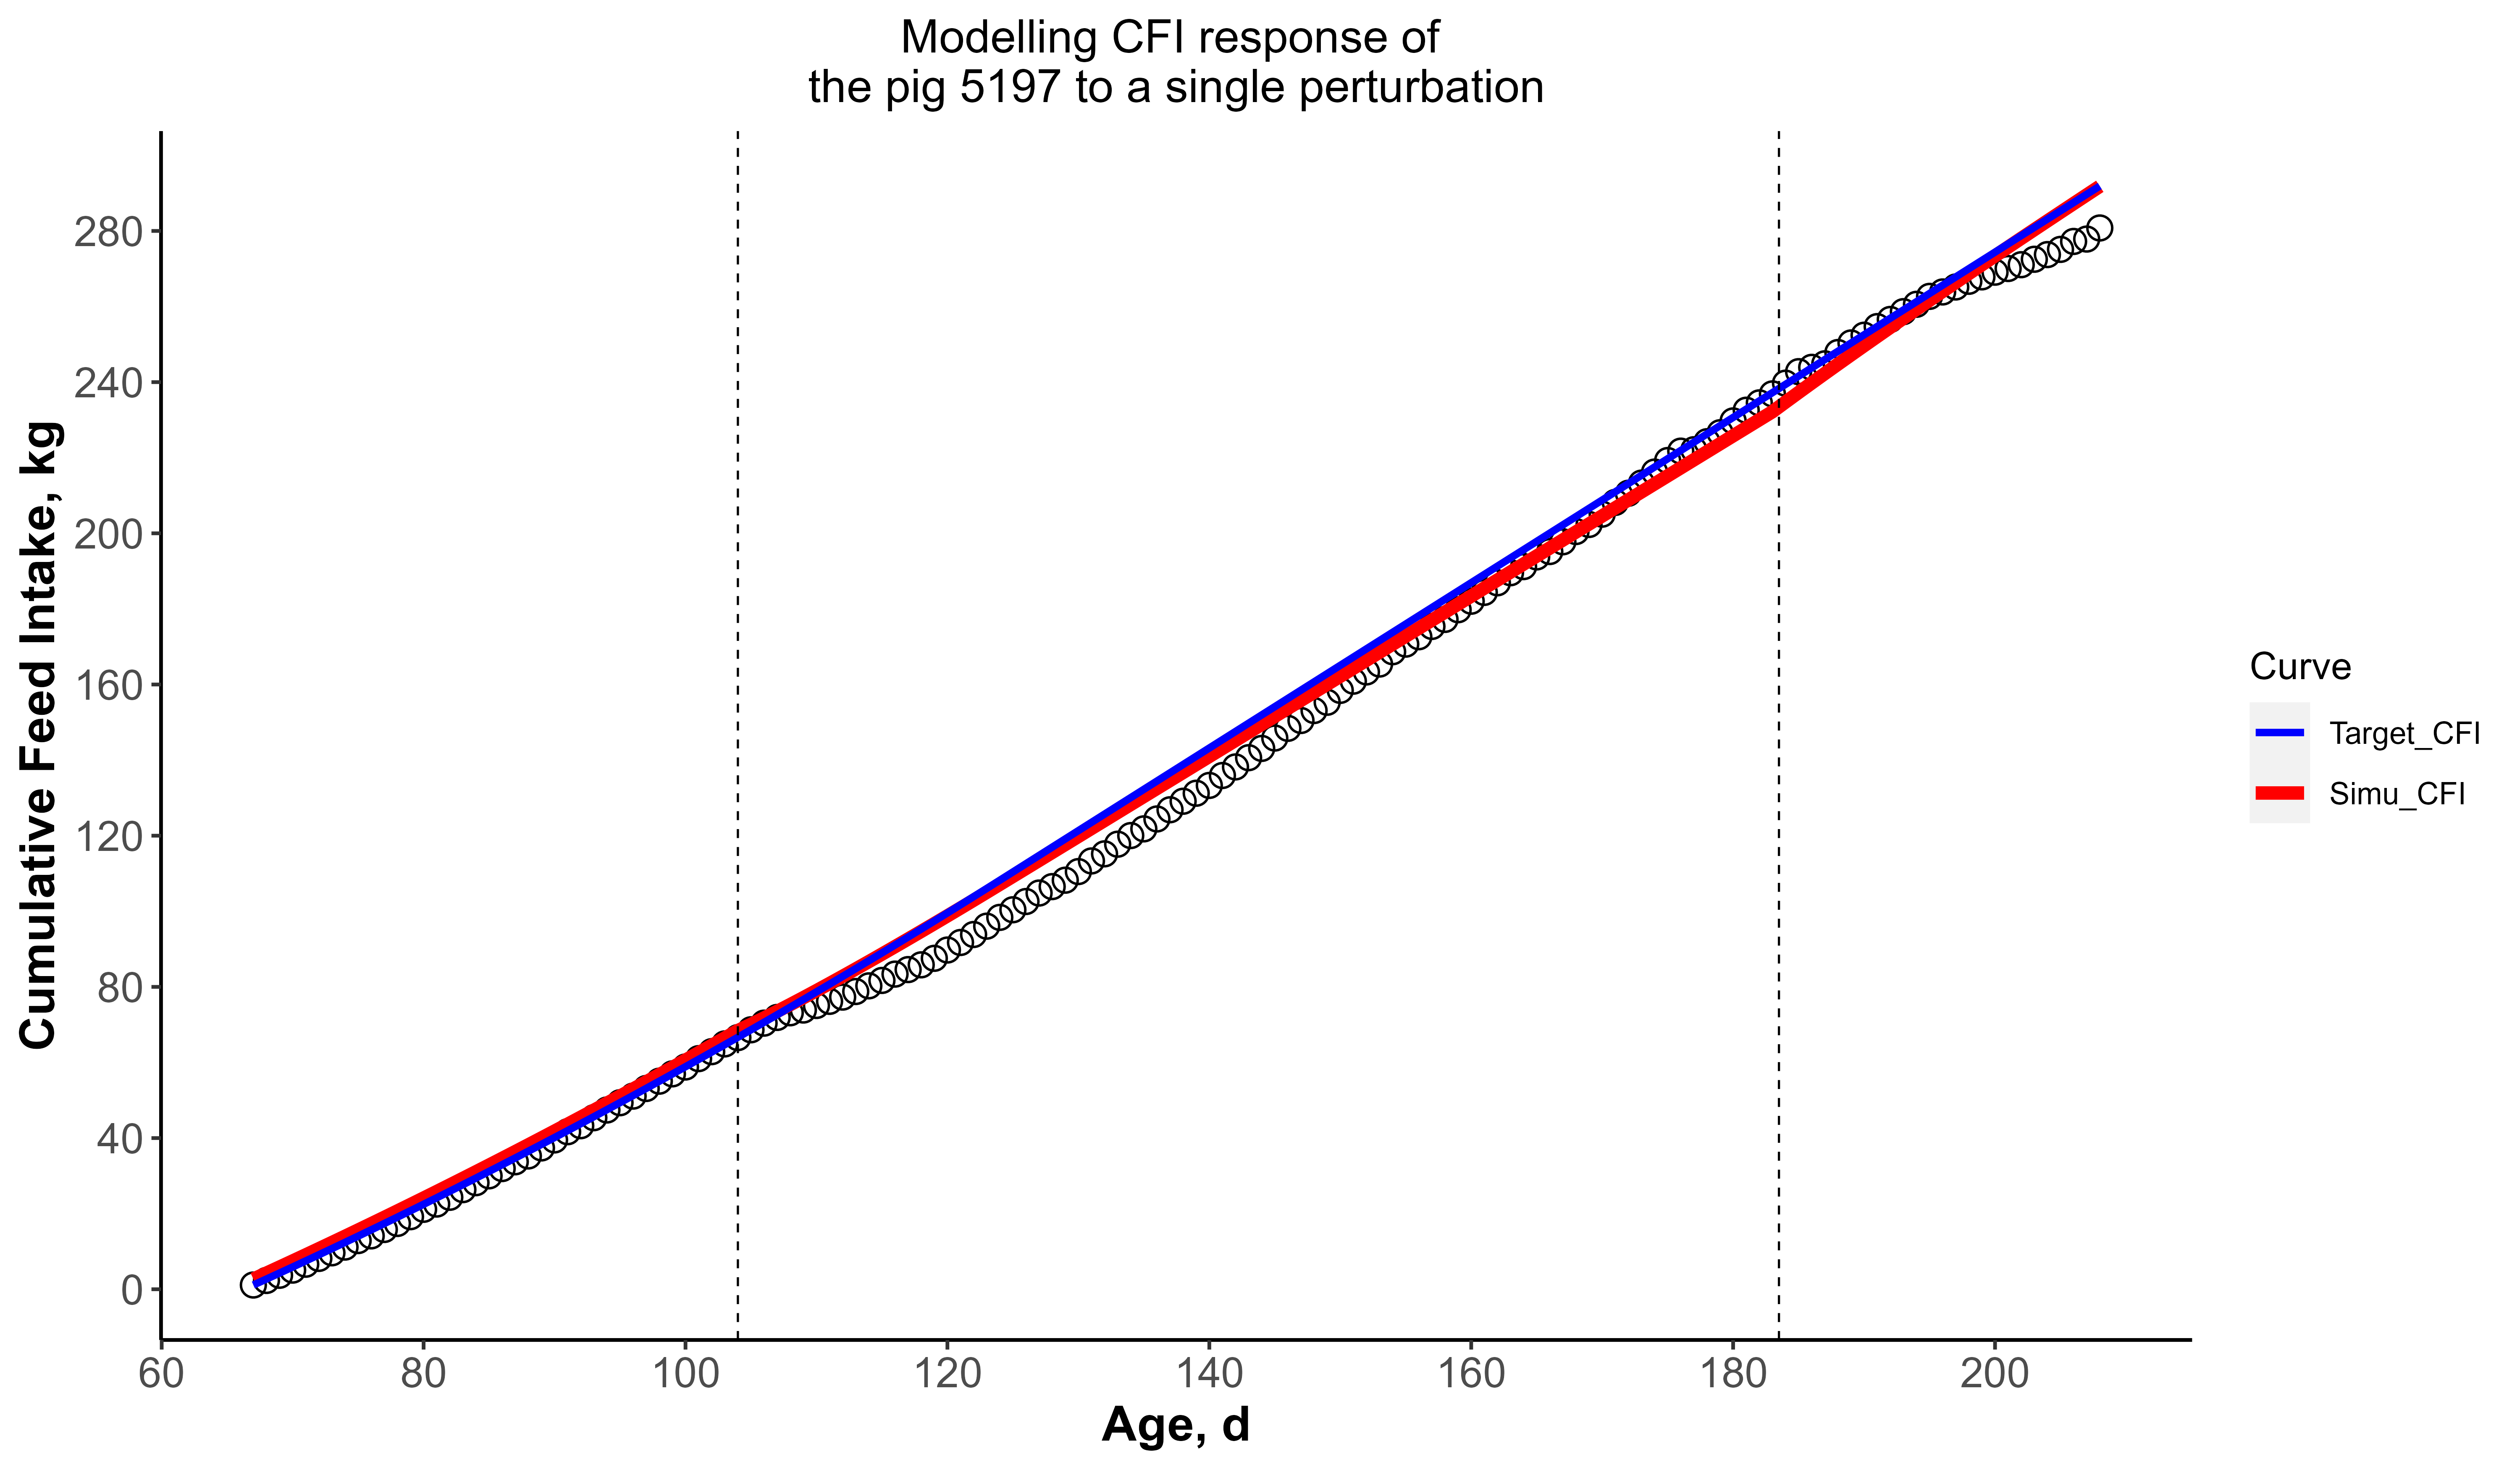 Modelling CFI response of
the pig 5197 to a single perturbation
Cumulative Feed Intake, kg
280
240
200
160
120
80
40
0
60 80 100 120 140 160 180 200
Age, d
Curve
Target_CFI
Simu_CFI